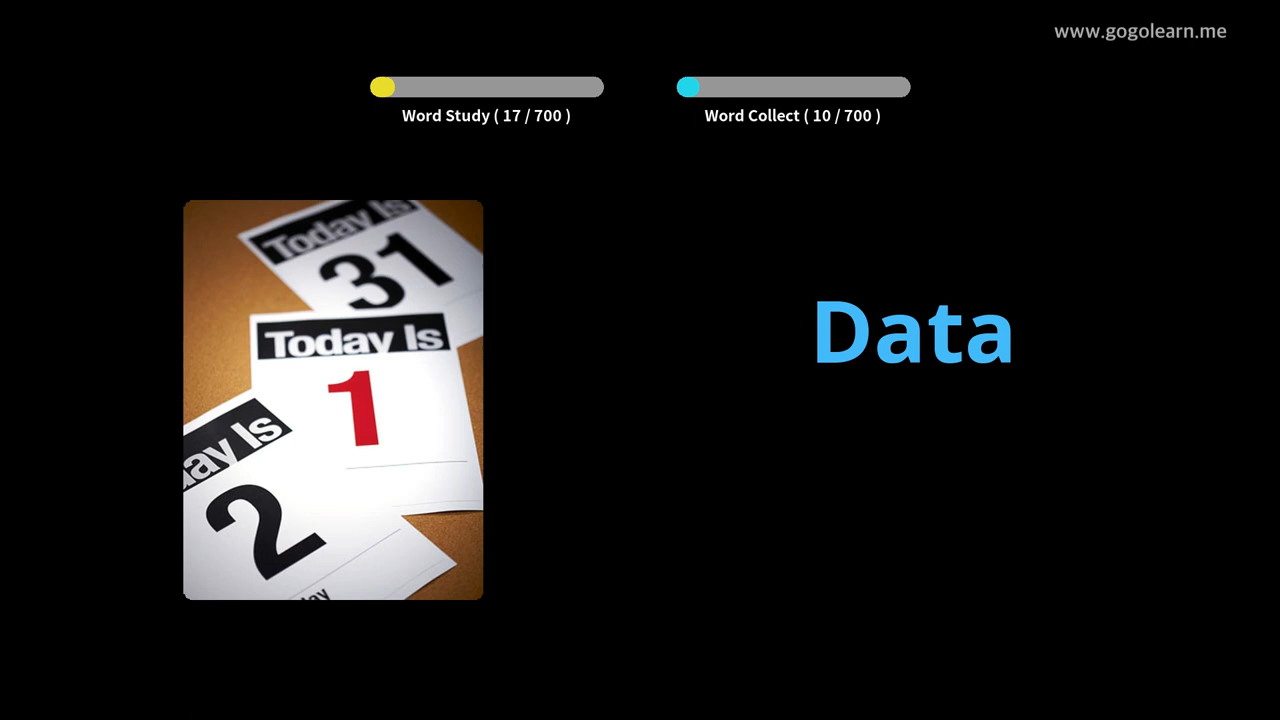 www.gogolearn.me
Word Study ( 17 / 700 )
Word Collect ( 10 / 700 )
Today Is
31
Today Is
1
day Is
2
Data